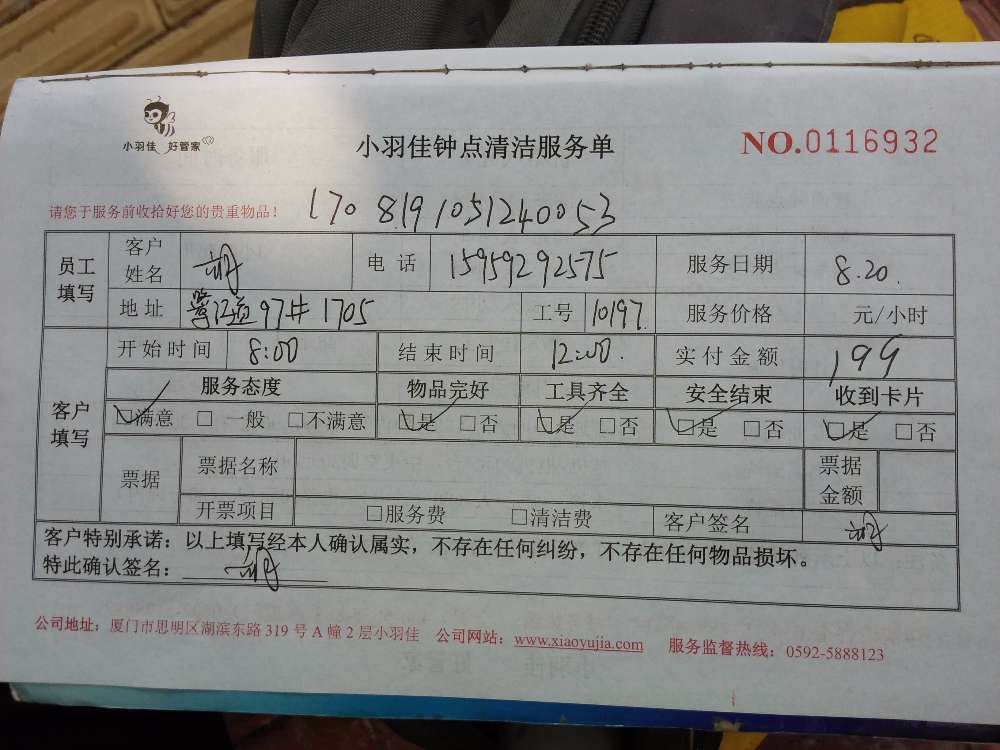 小羽佳 好管家
小羽佳钟点清洁服务单
NO.0116932
请您于服务前收拾好您的贵重物品！
1708191051240053
员工填写 客户姓名 电话 15959292575 服务日期 8.20
地址 97# 1705 工号 10197 服务价格 元/小时
客户填写 开始时间 8:00 结束时间 12:00. 实付金额 199
服务态度 物品完好 工具齐全 安全结束 收到卡片
☑满意 □一般 □不满意 ☑是 □否 ☑是 □否 ☑是 □否 ☑是 □否
票据 票据名称 票据金额
开票项目 □服务费 □清洁费 客户签名
客户特别承诺：以上填写经本人确认属实，不存在任何纠纷，不存在任何物品损坏。
特此确认签名：
公司地址：厦门市思明区湖滨东路 319 号 A 幢 2 层小羽佳 公司网站：www.xiaoyujia.com 服务监督热线：0592-5888123